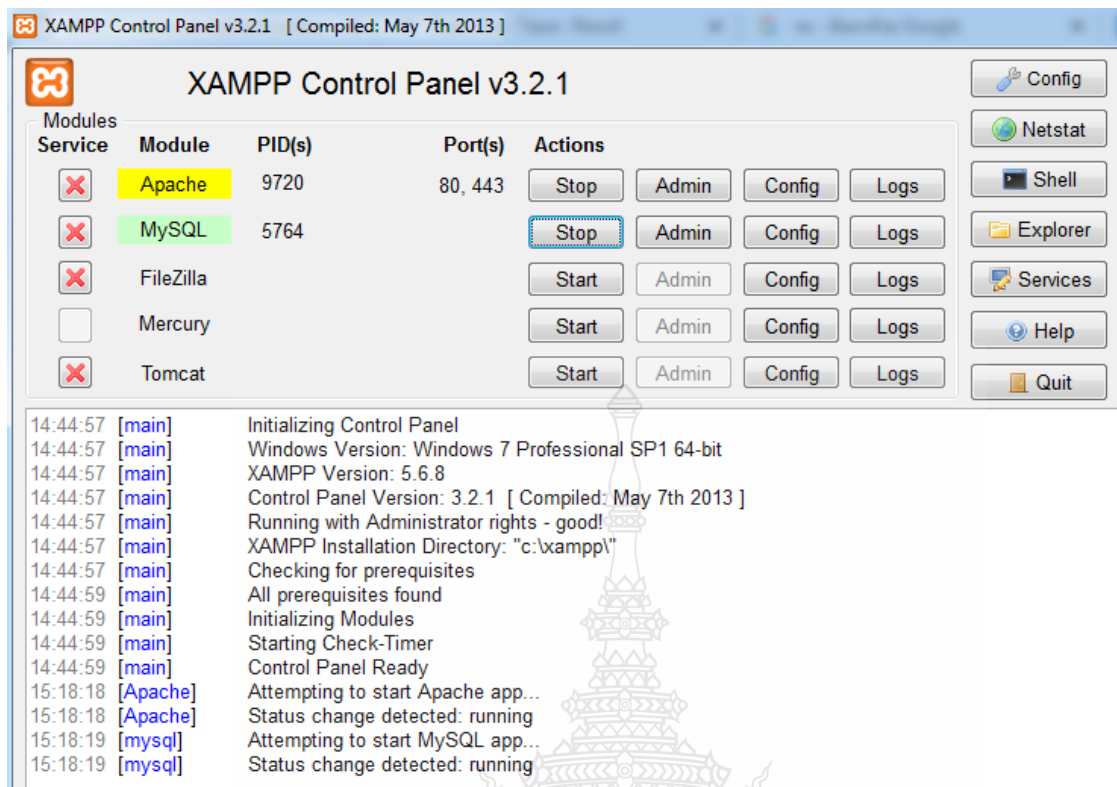 XAMPP Control Panel v3.2.1 [ Compiled: May 7th 2013 ]
XAMPP Control Panel v3.2.1
Config
Modules
Service Module PID(s) Port(s) Actions
Netstat
Apache 9720 80, 443 Stop Admin Config Logs
Shell
MySQL 5764 Stop Admin Config Logs
Explorer
FileZilla Start Admin Config Logs
Services
Mercury Start Admin Config Logs
Help
Tomcat Start Admin Config Logs
Quit
14:44:57 [main] Initializing Control Panel
14:44:57 [main] Windows Version: Windows 7 Professional SP1 64-bit
14:44:57 [main] XAMPP Version: 5.6.8
14:44:57 [main] Control Panel Version: 3.2.1 [ Compiled: May 7th 2013 ]
14:44:57 [main] Running with Administrator rights - good!
14:44:57 [main] XAMPP Installation Directory: "c:\xampp\"
14:44:57 [main] Checking for prerequisites
14:44:59 [main] All prerequisites found
14:44:59 [main] Initializing Modules
14:44:59 [main] Starting Check-Timer
14:44:59 [main] Control Panel Ready
15:18:18 [Apache] Attempting to start Apache app...
15:18:18 [Apache] Status change detected: running
15:18:19 [mysql] Attempting to start MySQL app...
15:18:19 [mysql] Status change detected: running